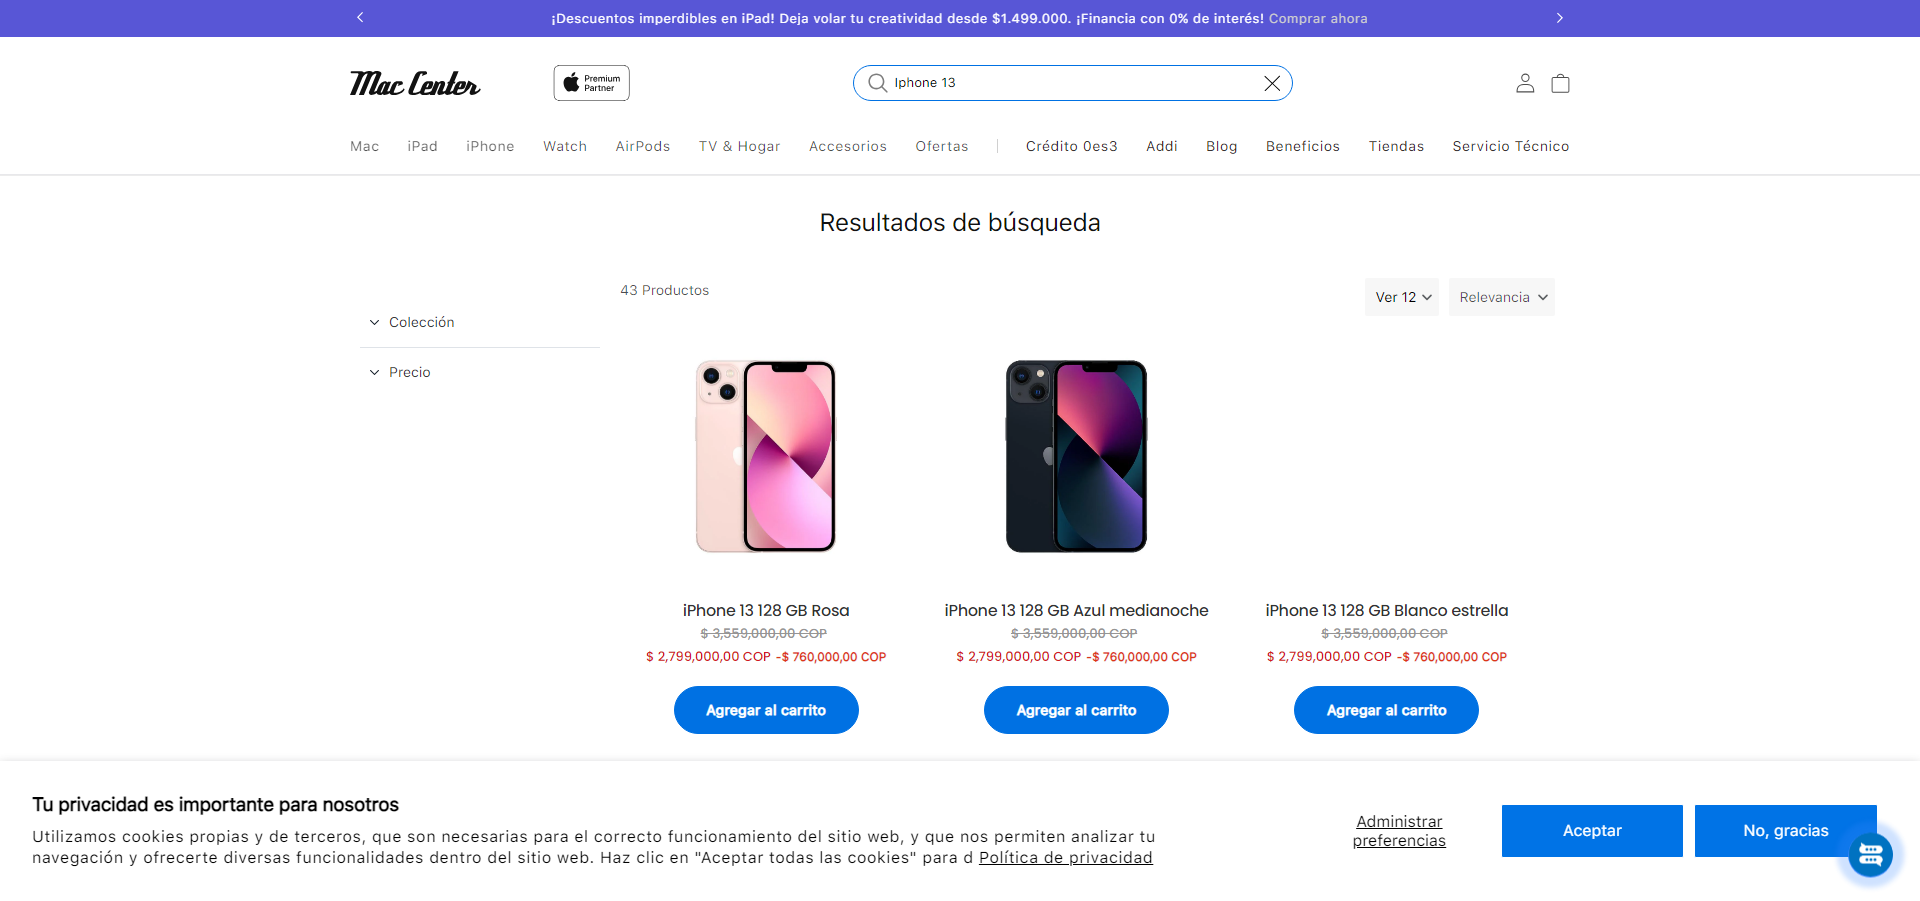 ¡Descuentos imperdibles en iPad! Deja volar tu creatividad desde $1.499.000. ¡Financia con 0% de interés! Comprar ahora
Mac Center
Premium
Partner
Iphone 13
Mac iPad iPhone Watch AirPods TV & Hogar Accesorios Ofertas Crédito 0es3 Addi Blog Beneficios Tiendas Servicio Técnico
Resultados de búsqueda
43 Productos
Ver 12
Relevancia
Colección
Precio
iPhone 13 128 GB Rosa
$ 3,559,000,00 COP
$ 2,799,000,00 COP -$ 760,000,00 COP
Agregar al carrito
iPhone 13 128 GB Azul medianoche
$ 3,559,000,00 COP
$ 2,799,000,00 COP -$ 760,000,00 COP
Agregar al carrito
iPhone 13 128 GB Blanco estrella
$ 3,559,000,00 COP
$ 2,799,000,00 COP -$ 760,000,00 COP
Agregar al carrito
Tu privacidad es importante para nosotros
Utilizamos cookies propias y de terceros, que son necesarias para el correcto funcionamiento del sitio web, y que nos permiten analizar tu
navegación y ofrecerte diversas funcionalidades dentro del sitio web. Haz clic en "Aceptar todas las cookies" para d Política de privacidad
Administrar
preferencias
Aceptar
No, gracias